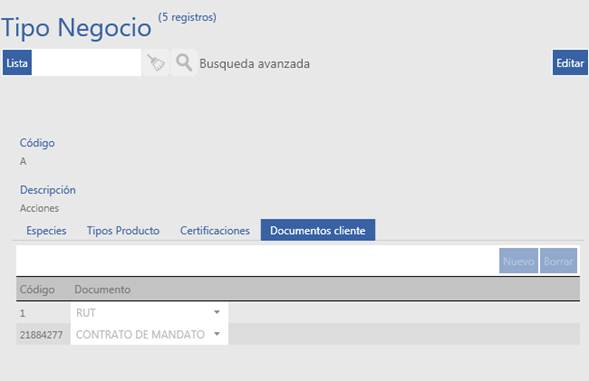 Tipo Negocio (5 registros)
Lista Busqueda avanzada Editar
Código
A
Descripción
Acciones
Especies Tipos Producto Certificaciones Documentos cliente
Nuevo Borrar
Código Documento
1 RUT
21884277 CONTRATO DE MANDATO